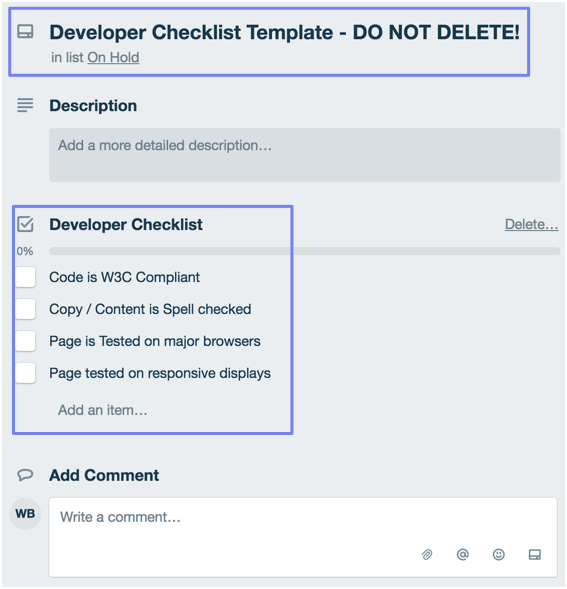 Developer Checklist Template - DO NOT DELETE!
in list On Hold
Description
Add a more detailed description…
Developer Checklist
Delete…
0%
Code is W3C Compliant
Copy / Content is Spell checked
Page is Tested on major browsers
Page tested on responsive displays
Add an item…
Add Comment
WB
Write a comment…
@